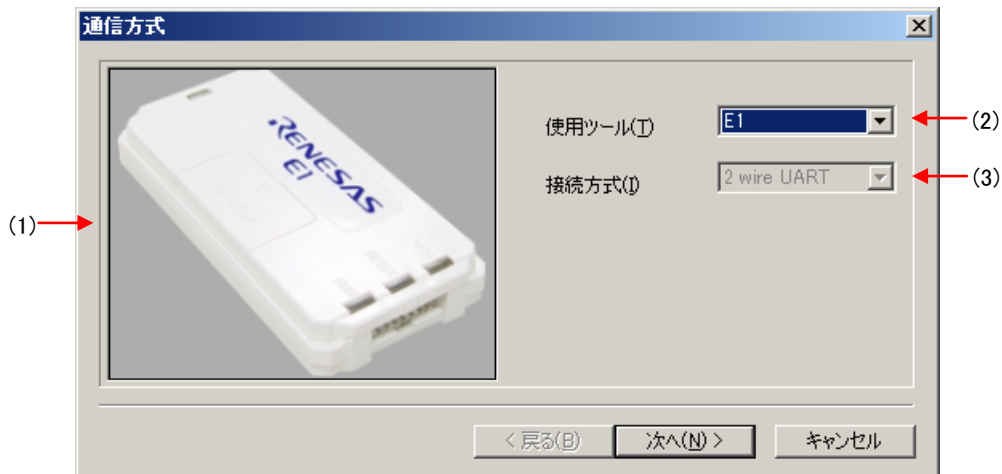 通信方式
RENESAS
E1
使用ツール(T)
E1
(2)
接続方式(I)
2 wire UART
(3)
(1)
< 戻る(B)
次へ(N) >
キャンセル